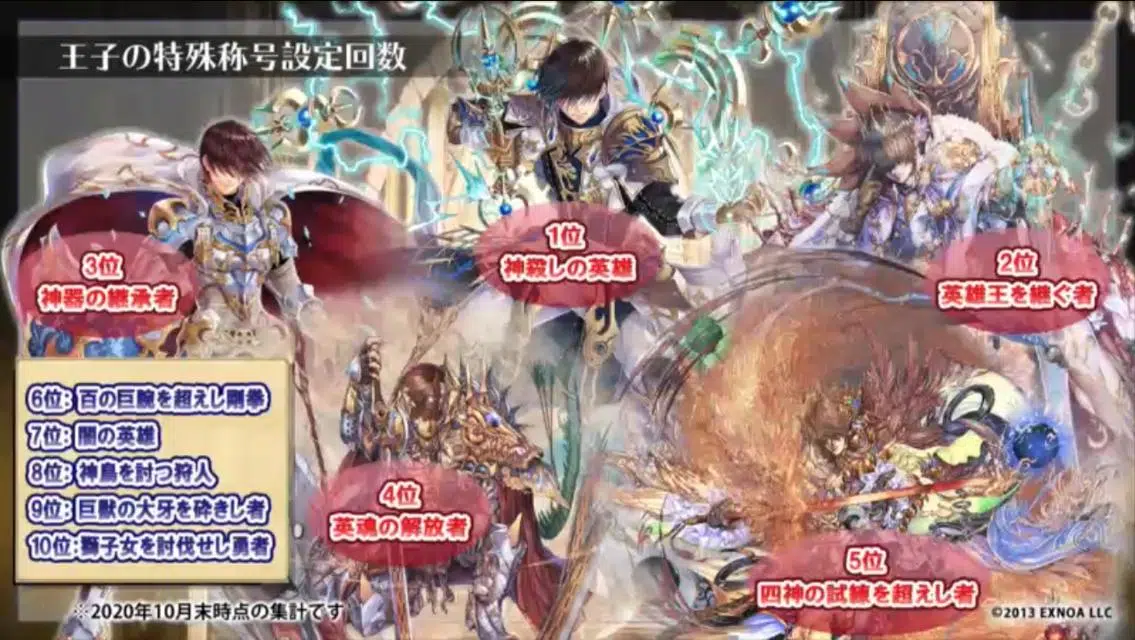 王子の特殊称号設定回数
1位
神殺しの英雄
2位
英雄王を継ぐ者
3位
神器の継承者
4位
英魂の解放者
5位
四神の試練を超えし者
6位:百の巨腕を超えし剛拳
7位:闇の英雄
8位:神鳥を討つ狩人
9位:巨獣の大牙を砕きし者
10位:獅子女を討伐せし勇者
※2020年10月末時点の集計です
©2013 EXNOA LLC